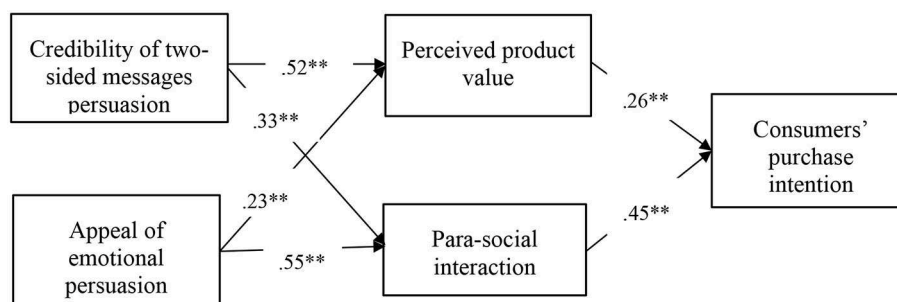 Credibility of two-
sided messages
persuasion
.52**
Perceived product
value
.26**
.33**
Consumers’
purchase
intention
.23**
Appeal of
emotional
persuasion
.55**
Para-social
interaction
.45**